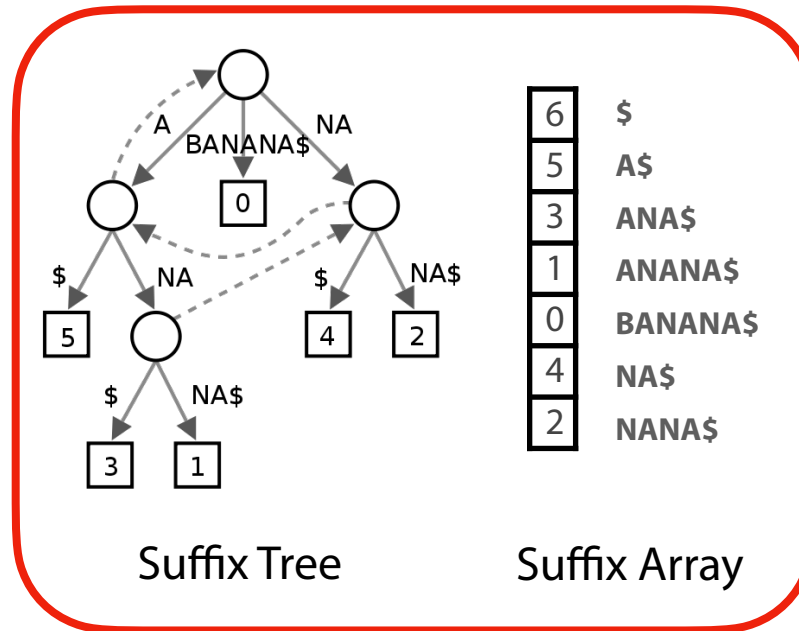 A
BANANA$
NA
0
$
NA
$
NA$
5
4
2
$
NA$
3
1
Suffix Tree
6 $
5 A$
3 ANA$
1 ANANA$
0 BANANA$
4 NA$
2 NANA$
Suffix Array